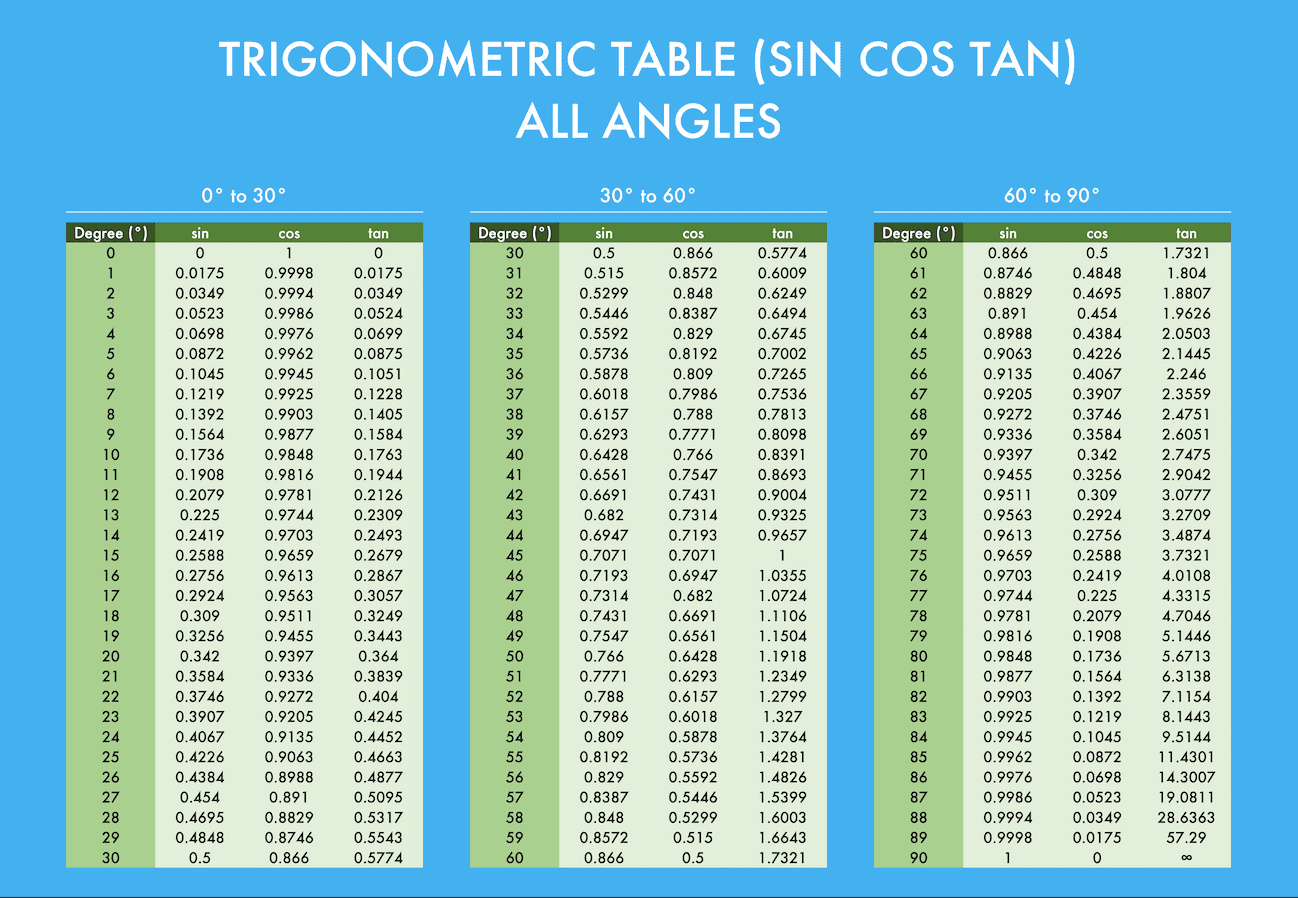 TRIGONOMETRIC TABLE (SIN COS TAN)
ALL ANGLES
0° to 30°
Degree (°) sin cos tan
0 0 1 0
1 0.0175 0.9998 0.0175
2 0.0349 0.9994 0.0349
3 0.0523 0.9986 0.0524
4 0.0698 0.9976 0.0699
5 0.0872 0.9962 0.0875
6 0.1045 0.9945 0.1051
7 0.1219 0.9925 0.1228
8 0.1392 0.9903 0.1405
9 0.1564 0.9877 0.1584
10 0.1736 0.9848 0.1763
11 0.1908 0.9816 0.1944
12 0.2079 0.9781 0.2126
13 0.225 0.9744 0.2309
14 0.2419 0.9703 0.2493
15 0.2588 0.9659 0.2679
16 0.2756 0.9613 0.2867
17 0.2924 0.9563 0.3057
18 0.309 0.9511 0.3249
19 0.3256 0.9455 0.3443
20 0.342 0.9397 0.364
21 0.3584 0.9336 0.3839
22 0.3746 0.9272 0.404
23 0.3907 0.9205 0.4245
24 0.4067 0.9135 0.4452
25 0.4226 0.9063 0.4663
26 0.4384 0.8988 0.4877
27 0.454 0.891 0.5095
28 0.4695 0.8829 0.5317
29 0.4848 0.8746 0.5543
30 0.5 0.866 0.5774
30° to 60°
Degree (°) sin cos tan
30 0.5 0.866 0.5774
31 0.515 0.8572 0.6009
32 0.5299 0.848 0.6249
33 0.5446 0.8387 0.6494
34 0.5592 0.829 0.6745
35 0.5736 0.8192 0.7002
36 0.5878 0.809 0.7265
37 0.6018 0.7986 0.7536
38 0.6157 0.788 0.7813
39 0.6293 0.7771 0.8098
40 0.6428 0.766 0.8391
41 0.6561 0.7547 0.8693
42 0.6691 0.7431 0.9004
43 0.682 0.7314 0.9325
44 0.6947 0.7193 0.9657
45 0.7071 0.7071 1
46 0.7193 0.6947 1.0355
47 0.7314 0.682 1.0724
48 0.7431 0.6691 1.1106
49 0.7547 0.6561 1.1504
50 0.766 0.6428 1.1918
51 0.7771 0.6293 1.2349
52 0.788 0.6157 1.2799
53 0.7986 0.6018 1.327
54 0.809 0.5878 1.3764
55 0.8192 0.5736 1.4281
56 0.829 0.5592 1.4826
57 0.8387 0.5446 1.5399
58 0.848 0.5299 1.6003
59 0.8572 0.515 1.6643
60 0.866 0.5 1.7321
60° to 90°
Degree (°) sin cos tan
60 0.866 0.5 1.7321
61 0.8746 0.4848 1.804
62 0.8829 0.4695 1.8807
63 0.891 0.454 1.9626
64 0.8988 0.4384 2.0503
65 0.9063 0.4226 2.1445
66 0.9135 0.4067 2.246
67 0.9205 0.3907 2.3559
68 0.9272 0.3746 2.4751
69 0.9336 0.3584 2.6051
70 0.9397 0.342 2.7475
71 0.9455 0.3256 2.9042
72 0.9511 0.309 3.0777
73 0.9563 0.2924 3.2709
74 0.9613 0.2756 3.4874
75 0.9659 0.2588 3.7321
76 0.9703 0.2419 4.0108
77 0.9744 0.225 4.3315
78 0.9781 0.2079 4.7046
79 0.9816 0.1908 5.1446
80 0.9848 0.1736 5.6713
81 0.9877 0.1564 6.3138
82 0.9903 0.1392 7.1154
83 0.9925 0.1219 8.1443
84 0.9945 0.1045 9.5144
85 0.9962 0.0872 11.4301
86 0.9976 0.0698 14.3007
87 0.9986 0.0523 19.0811
88 0.9994 0.0349 28.6363
89 0.9998 0.0175 57.29
90 1 0 ∞